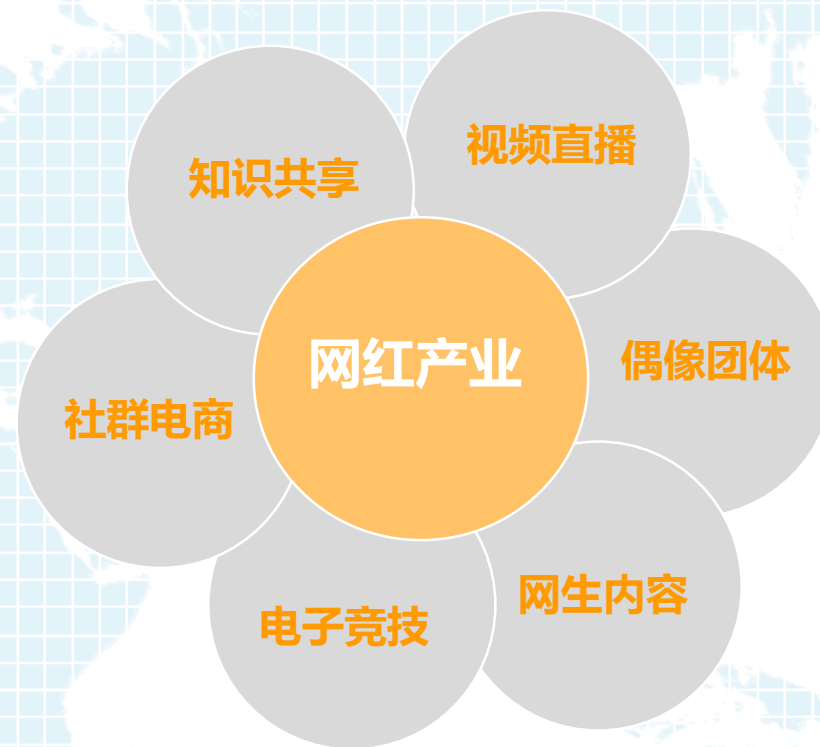 视频直播
知识共享
网红产业
偶像团体
社群电商
网生内容
电子竞技